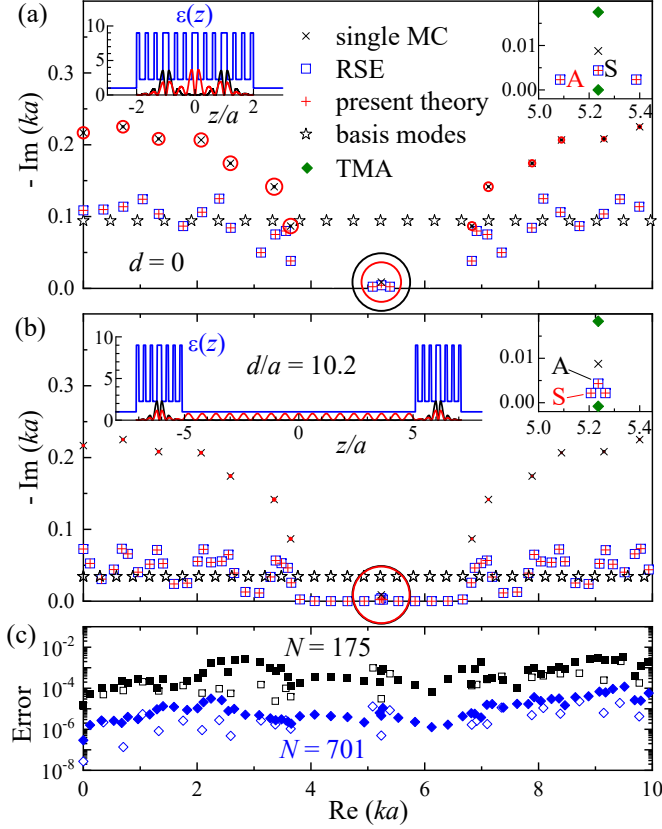 (a)
ε(z)
10
5
0
-2
0
2
z/a
single MC
RSE
present theory
basis modes
TMA
0.01
0.00
A
S
5.0
5.2
5.4
- Im (ka)
0.3
0.2
0.1
0.0
d = 0
(b)
ε(z)
10
5
0
-5
0
5
z/a
d/a = 10.2
0.01
0.00
A
S
5.0
5.2
5.4
- Im (ka)
0.3
0.2
0.1
0.0
(c)
Error
10-2
10-4
10-6
10-8
N = 175
N = 701
0
2
4
6
8
10
Re (ka)